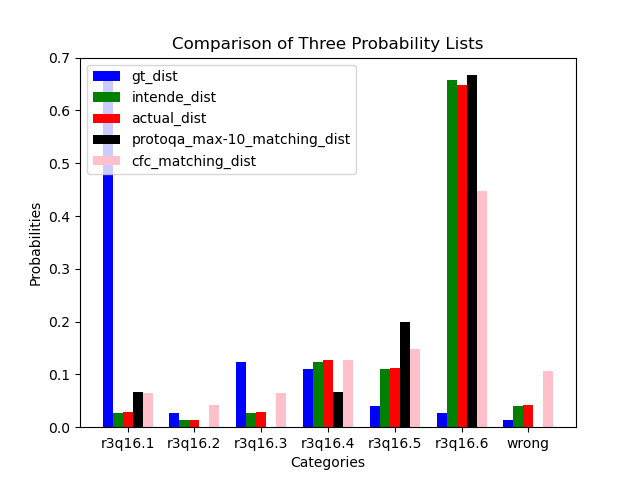 Comparison of Three Probability Lists
gt_dist
intende_dist
actual_dist
protoqa_max-10_matching_dist
cfc_matching_dist
Probabilities
0.7
0.6
0.5
0.4
0.3
0.2
0.1
0.0
r3q16.1 r3q16.2 r3q16.3 r3q16.4 r3q16.5 r3q16.6 wrong
Categories